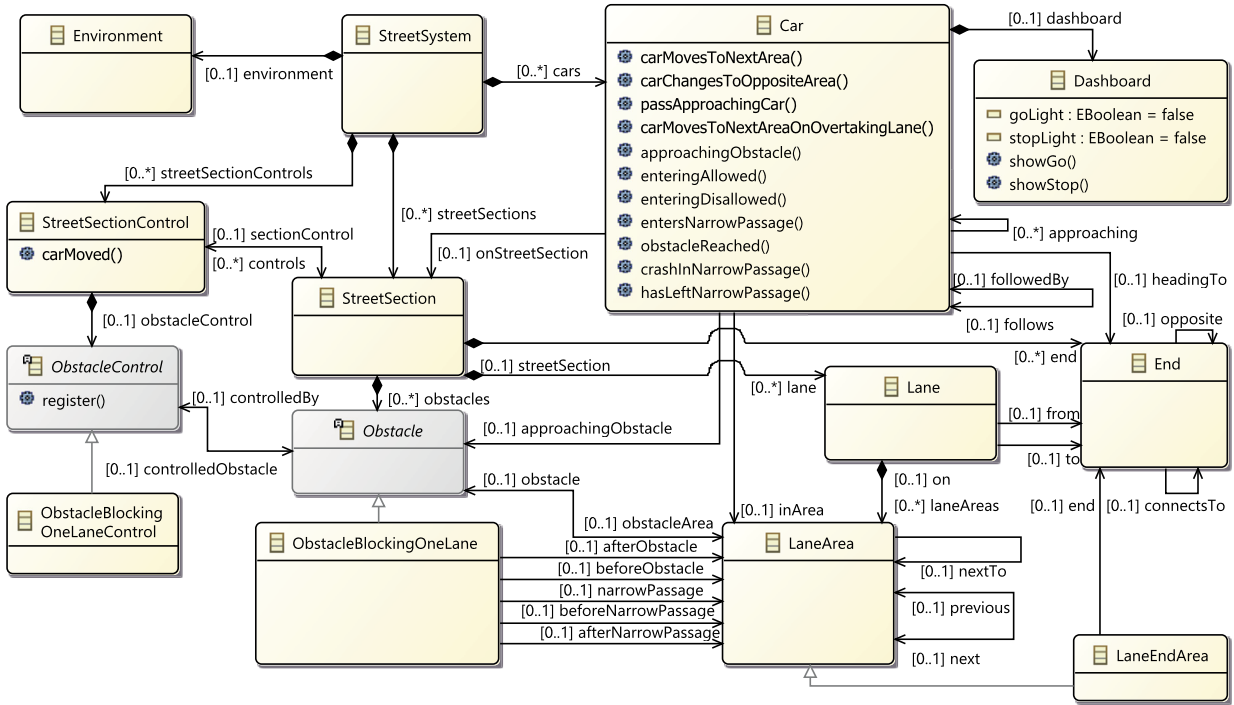 Environment
StreetSystem
Car
carMovesToNextArea()
carChangesToOppositeArea()
passApproachingCar()
carMovesToNextAreaOnOvertakingLane()
approachingObstacle()
enteringAllowed()
enteringDisallowed()
entersNarrowPassage()
obstacleReached()
crashInNarrowPassage()
hasLeftNarrowPassage()
[0..1] dashboard
Dashboard
goLight : EBoolean = false
stopLight : EBoolean = false
showGo()
showStop()
[0..1] environment
[0..*] cars
[0..*] streetSectionControls
[0..*] streetSections
StreetSectionControl
carMoved()
[0..1] sectionControl
[0..*] controls
[0..1] onStreetSection
[0..*] approaching
[0..1] headingTo
[0..1] followedBy
[0..1] follows
StreetSection
[0..1] obstacleControl
[0..1] opposite
[0..*] end
End
ObstacleControl
register()
[0..1] streetSection
[0..*] lane
Lane
[0..1] controlledBy
[0..*] obstacles
Obstacle
[0..1] from
[0..1] to
[0..1] approachingObstacle
[0..1] controlledObstacle
[0..1] obstacle
[0..1] on
[0..*] laneAreas
[0..1] end
[0..1] connectsTo
ObstacleBlocking
OneLaneControl
[0..1] inArea
[0..1] obstacleArea
ObstacleBlockingOneLane
[0..1] afterObstacle
[0..1] beforeObstacle
[0..1] narrowPassage
[0..1] beforeNarrowPassage
[0..1] afterNarrowPassage
LaneArea
[0..1] nextTo
[0..1] previous
[0..1] next
LaneEndArea